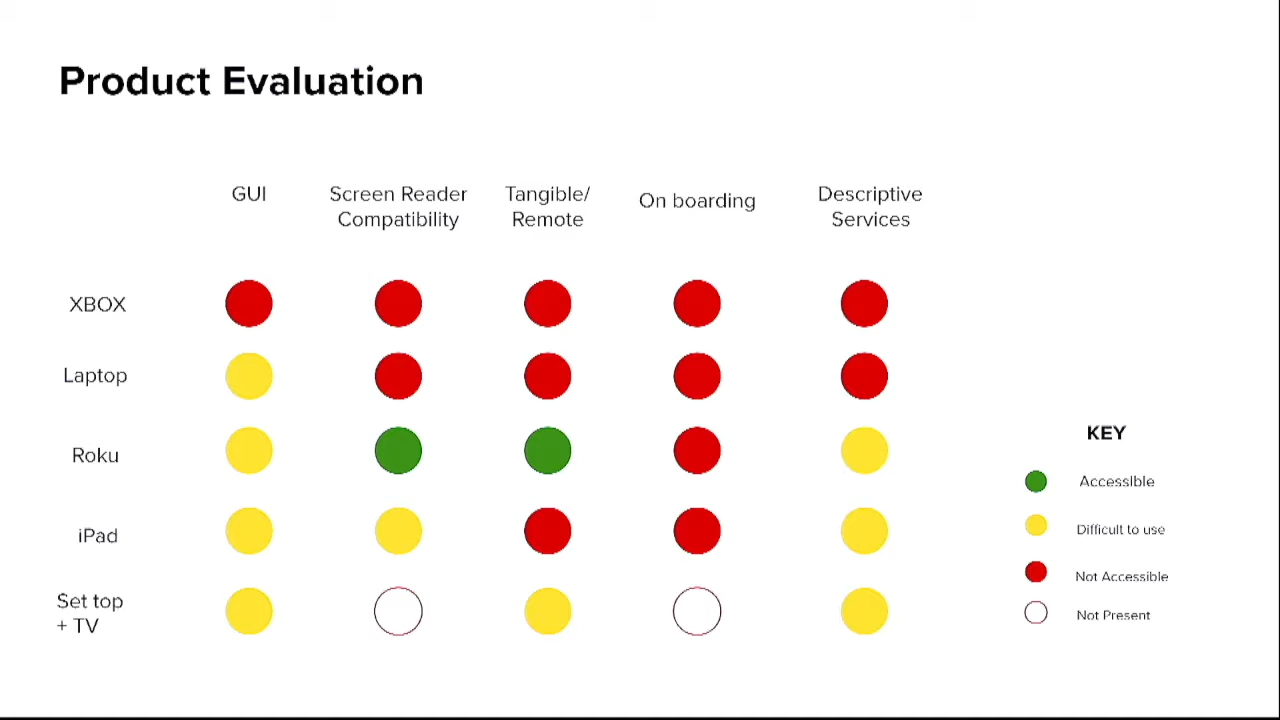 Product Evaluation
GUI
Screen Reader
Compatibility
Tangible/
Remote
On boarding
Descriptive
Services
XBOX
Laptop
Roku
iPad
Set top
+ TV
KEY
Accessible
Difficult to use
Not Accessible
Not Present